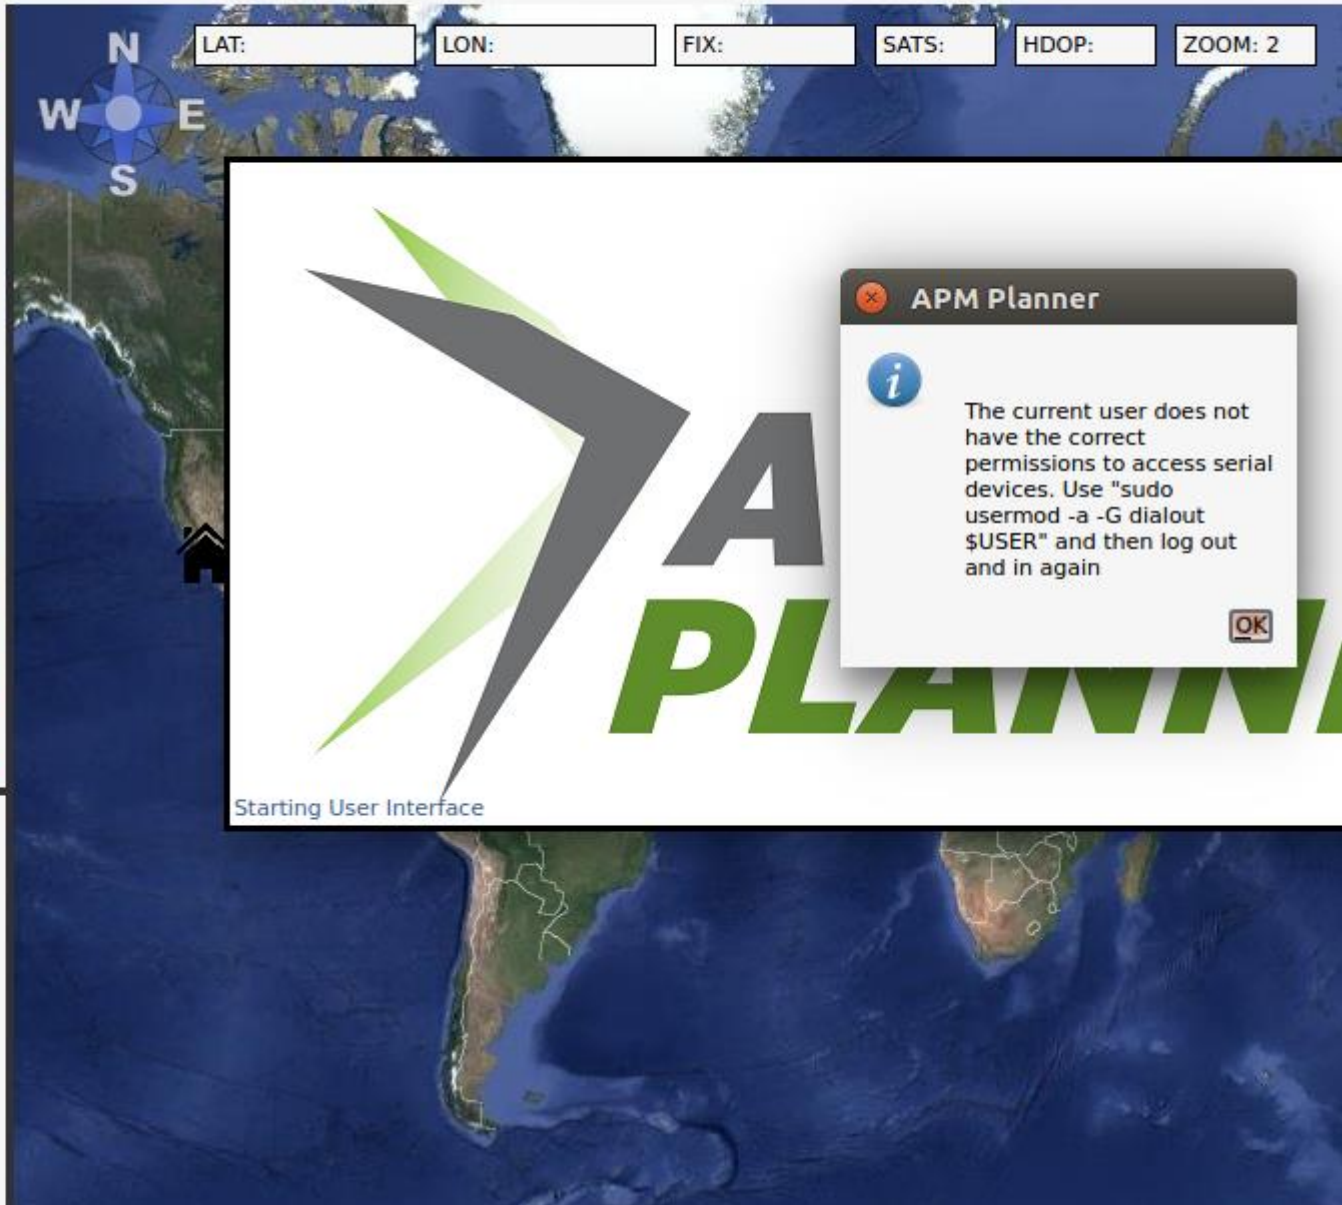 N
W E
S
LAT:
LON:
FIX:
SATS:
HDOP:
ZOOM: 2
APM Planner
i
The current user does not
have the correct
permissions to access serial
devices. Use "sudo
usermod -a -G dialout
$USER" and then log out
and in again
OK
A
PLANN
Starting User Interface